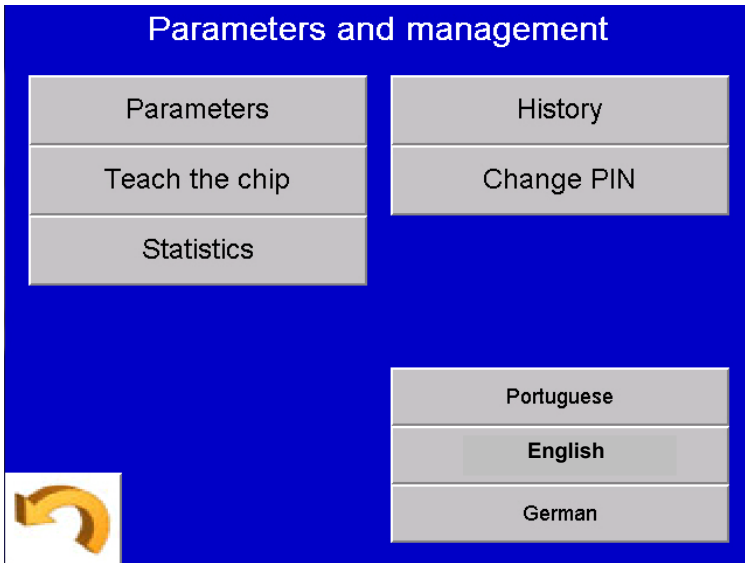 Parameters and management
Parameters
History
Teach the chip
Change PIN
Statistics
Portuguese
English
German